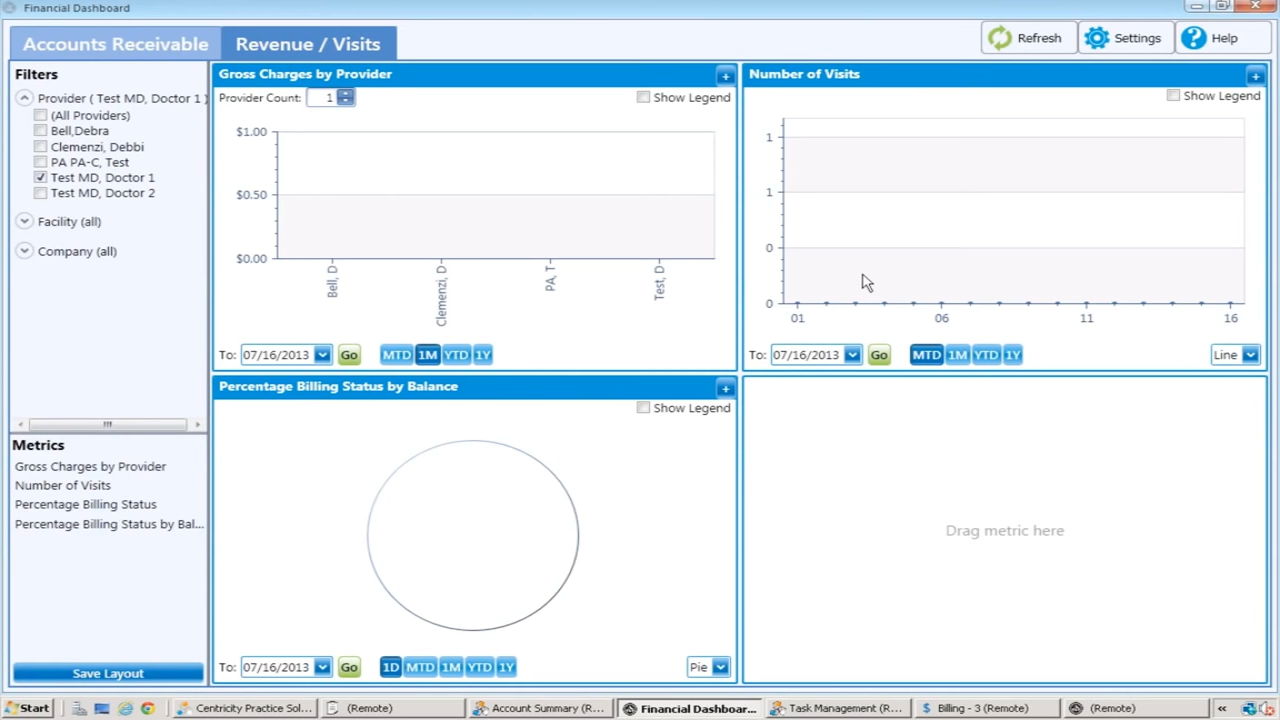 Financial Dashboard
Accounts Receivable
Revenue / Visits
Refresh
Settings
Help
Filters
Provider ( Test MD, Doctor 1 )
(All Providers)
Bell,Debra
Clemenzi, Debbi
PA PA-C, Test
Test MD, Doctor 1
Test MD, Doctor 2
Facility (all)
Company (all)
Metrics
Gross Charges by Provider
Number of Visits
Percentage Billing Status
Percentage Billing Status by Bal...
Save Layout
Gross Charges by Provider
Provider Count: 1
Show Legend
$1.00
$0.50
$0.00
Bell, D
Clemenzi, D
PA, T
Test, D
To: 07/16/2013 Go MTD 1M YTD 1Y
Number of Visits
Show Legend
1
1
0
0
01 06 11 16
To: 07/16/2013 Go MTD 1M YTD 1Y Line
Percentage Billing Status by Balance
Show Legend
To: 07/16/2013 Go 1D MTD 1M YTD 1Y Pie
Drag metric here
Start
Centricity Practice Sol...
(Remote)
Account Summary (R...
Financial Dashboar...
Task Management (R...
Billing - 3 (Remote)
(Remote)